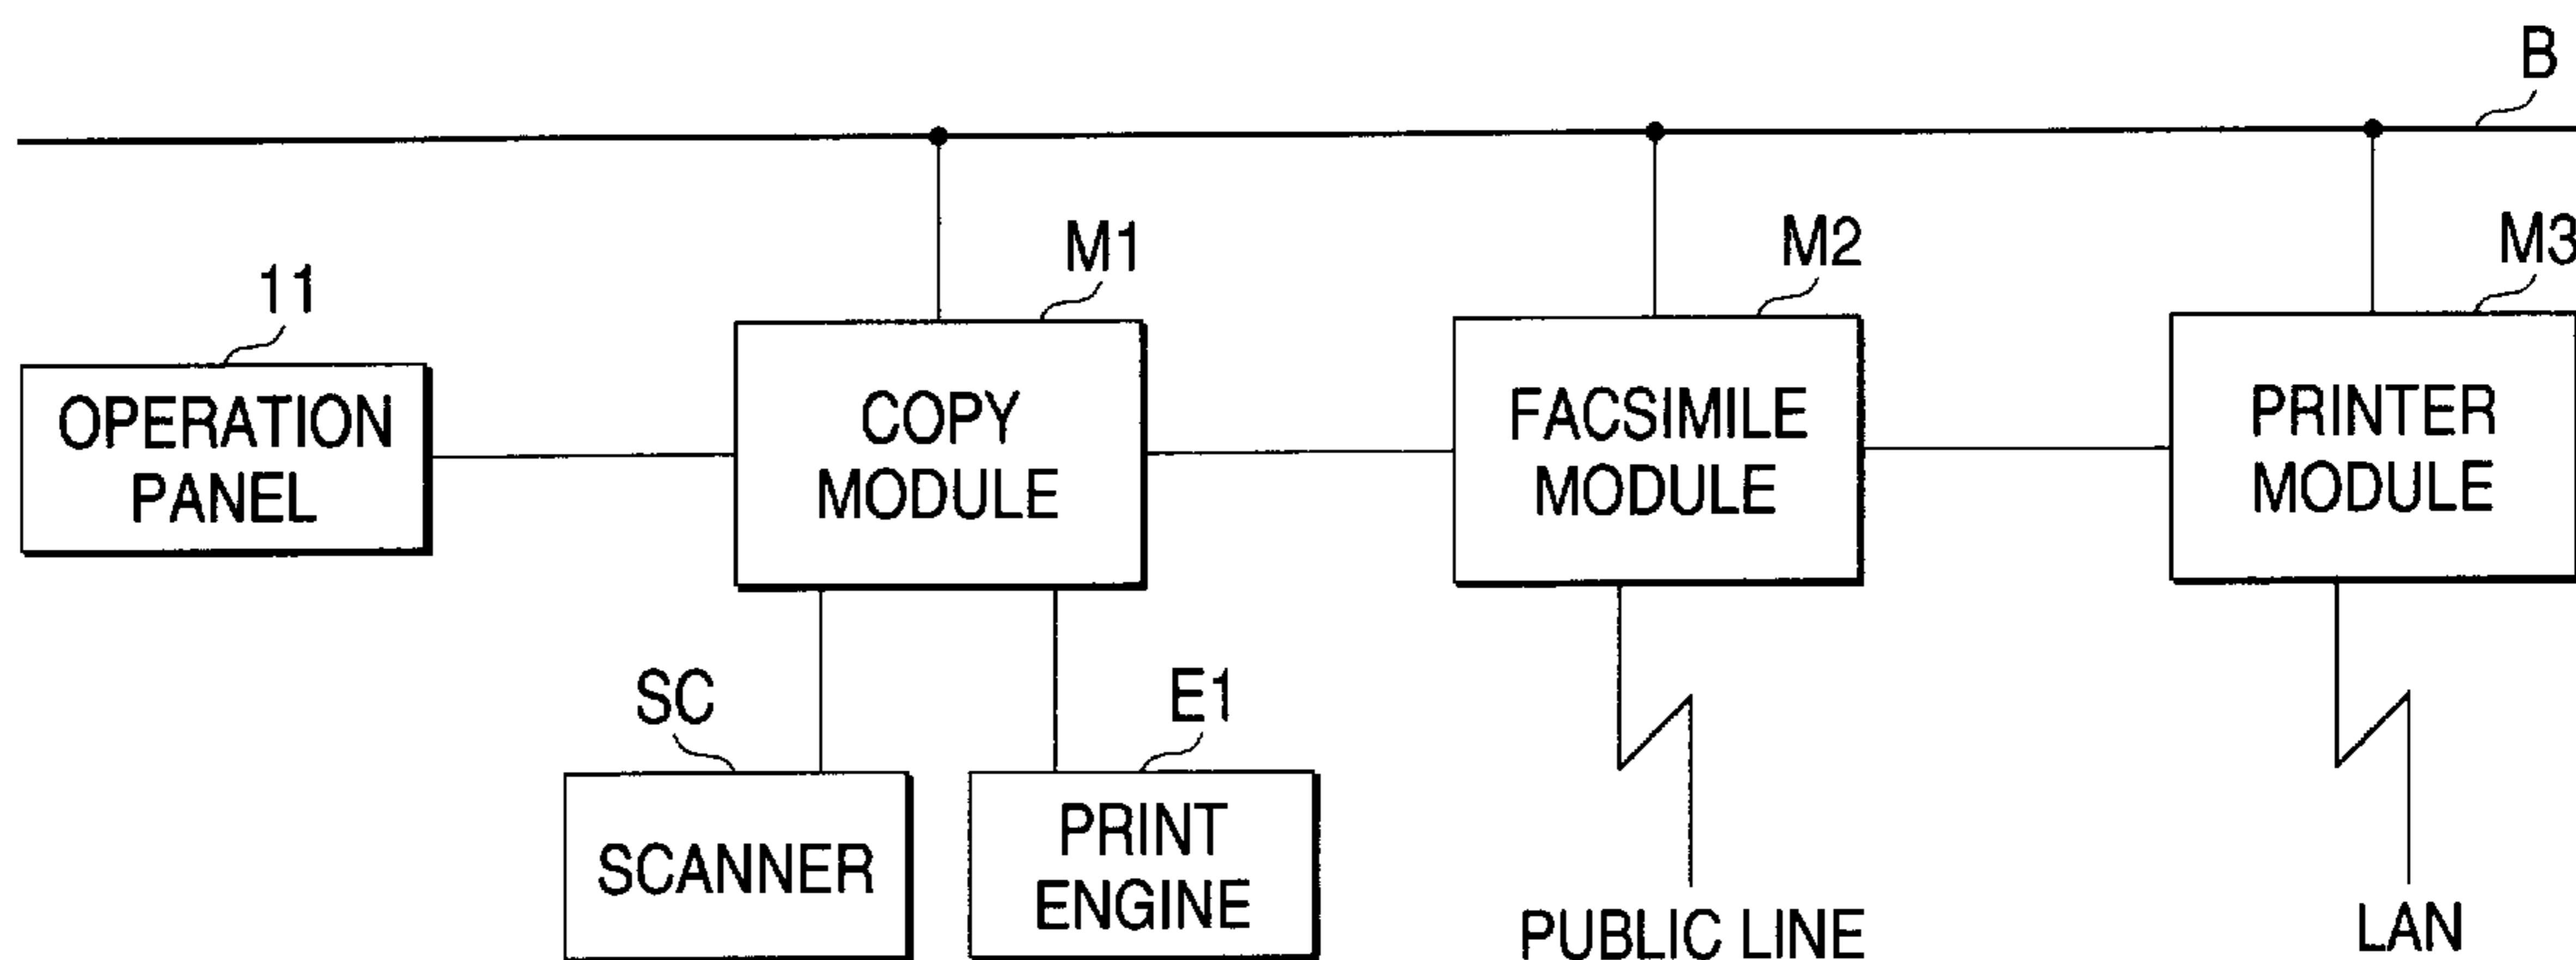 B
M1
M2
M3
11
OPERATION
PANEL
COPY
MODULE
FACSIMILE
MODULE
PRINTER
MODULE
SC
E1
SCANNER
PRINT
ENGINE
PUBLIC LINE
LAN